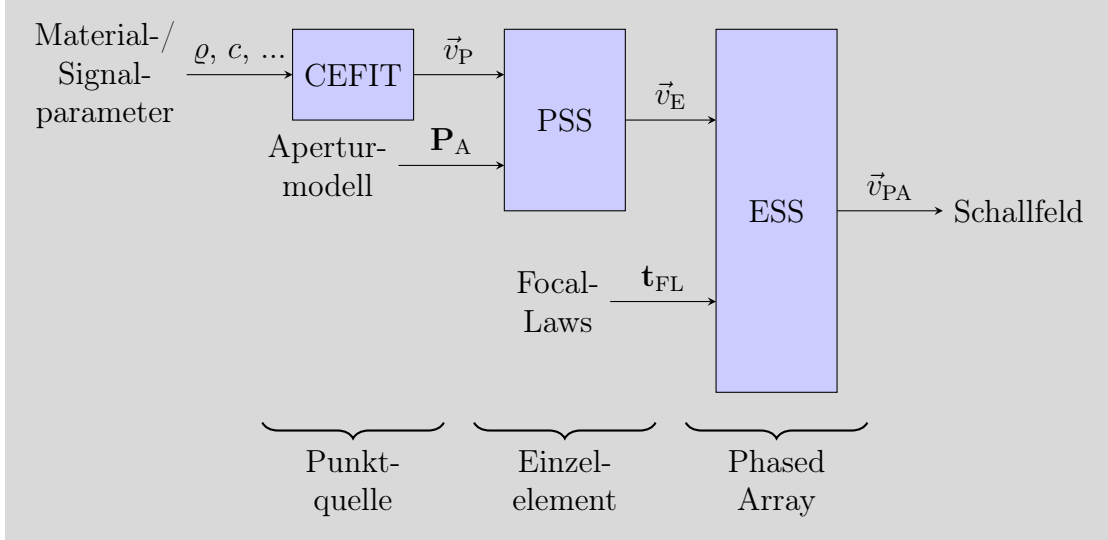 Material-/
Signal-
parameter
ϱ, c, ...
CEFIT
v⃗P
PSS
Apertur-
modell
PA
v⃗E
ESS
v⃗PA
Schallfeld
Focal-
Laws
tFL
Punkt-
quelle
Einzel-
element
Phased
Array